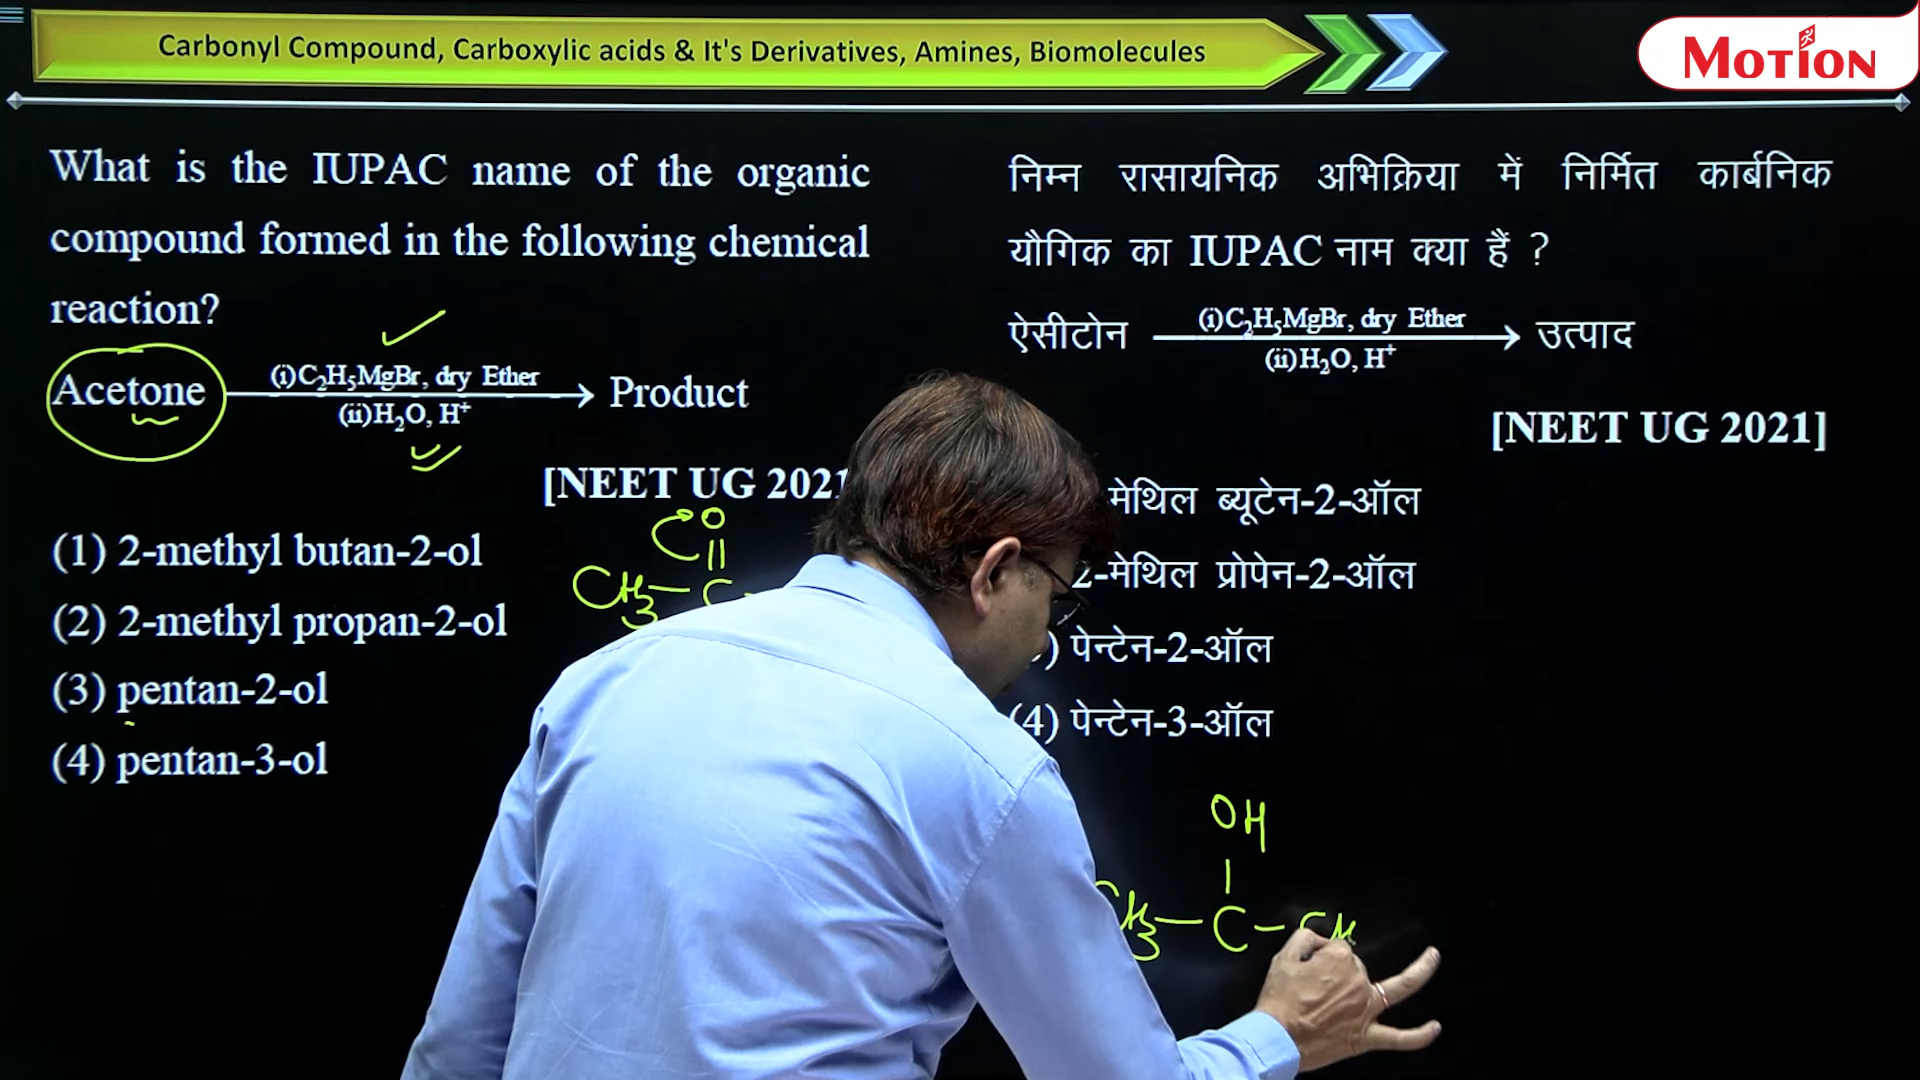 Carbonyl Compound, Carboxylic acids & It's Derivatives, Amines, Biomolecules
MOTION
What is the IUPAC name of the organic
compound formed in the following chemical
reaction?
Acetone (i)C₂H₅MgBr, dry Ether (ii)H₂O, H⁺ → Product
[NEET UG 2021
(1) 2-methyl butan-2-ol
(2) 2-methyl propan-2-ol
(3) pentan-2-ol
(4) pentan-3-ol
O
||
CH₃—C—
निम्न रासायनिक अभिक्रिया में निर्मित कार्बनिक
यौगिक का IUPAC नाम क्या हैं ?
ऐसीटोन (i)C₂H₅MgBr, dry Ether (ii)H₂O, H⁺ → उत्पाद
[NEET UG 2021]
-मेथिल ब्यूटेन-2-ऑल
2-मेथिल प्रोपेन-2-ऑल
) पेन्टेन-2-ऑल
(4) पेन्टेन-3-ऑल
OH
|
CH₃—C—CH